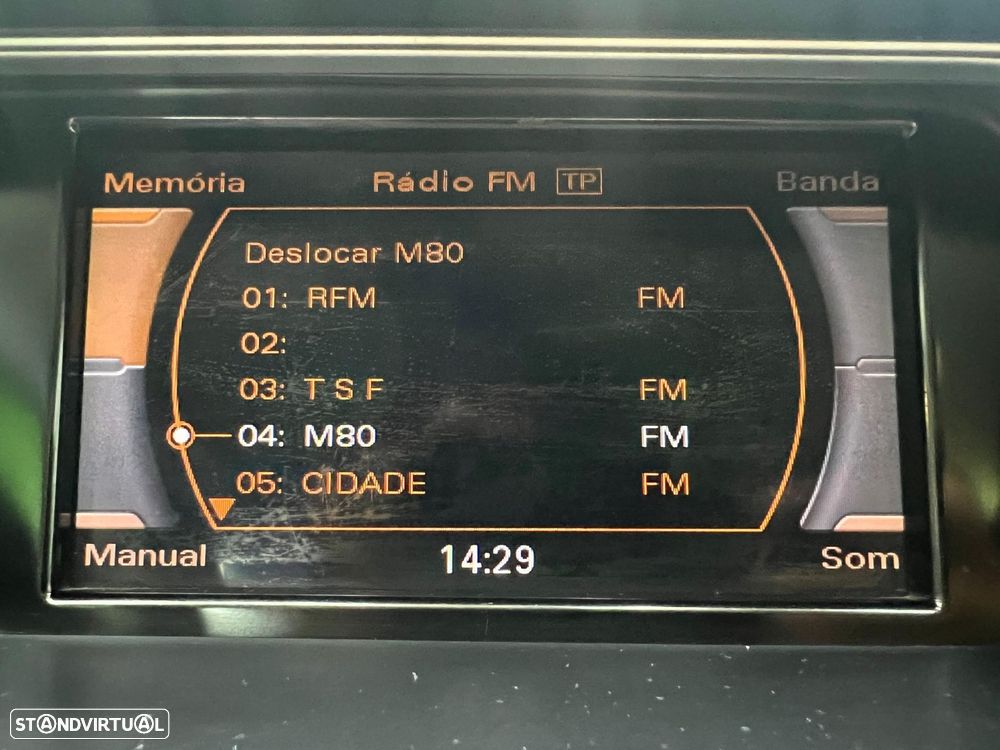 Memória Rádio FM TP Banda
Deslocar M80
01: RFM FM
02:
03: T S F FM
04: M80 FM
05: CIDADE FM
Manual 14:29 Som
STANDVIRTUAL